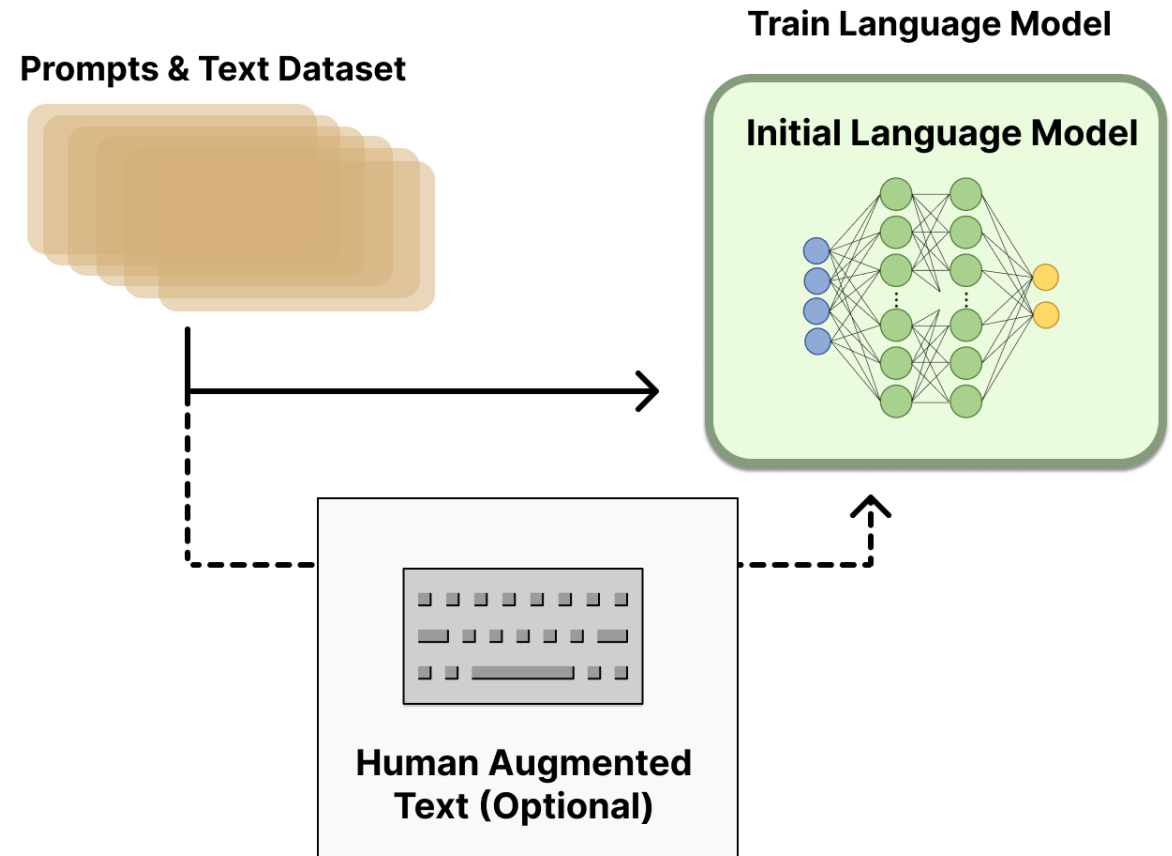 Train Language Model
Prompts & Text Dataset
Initial Language Model
Human Augmented
Text (Optional)